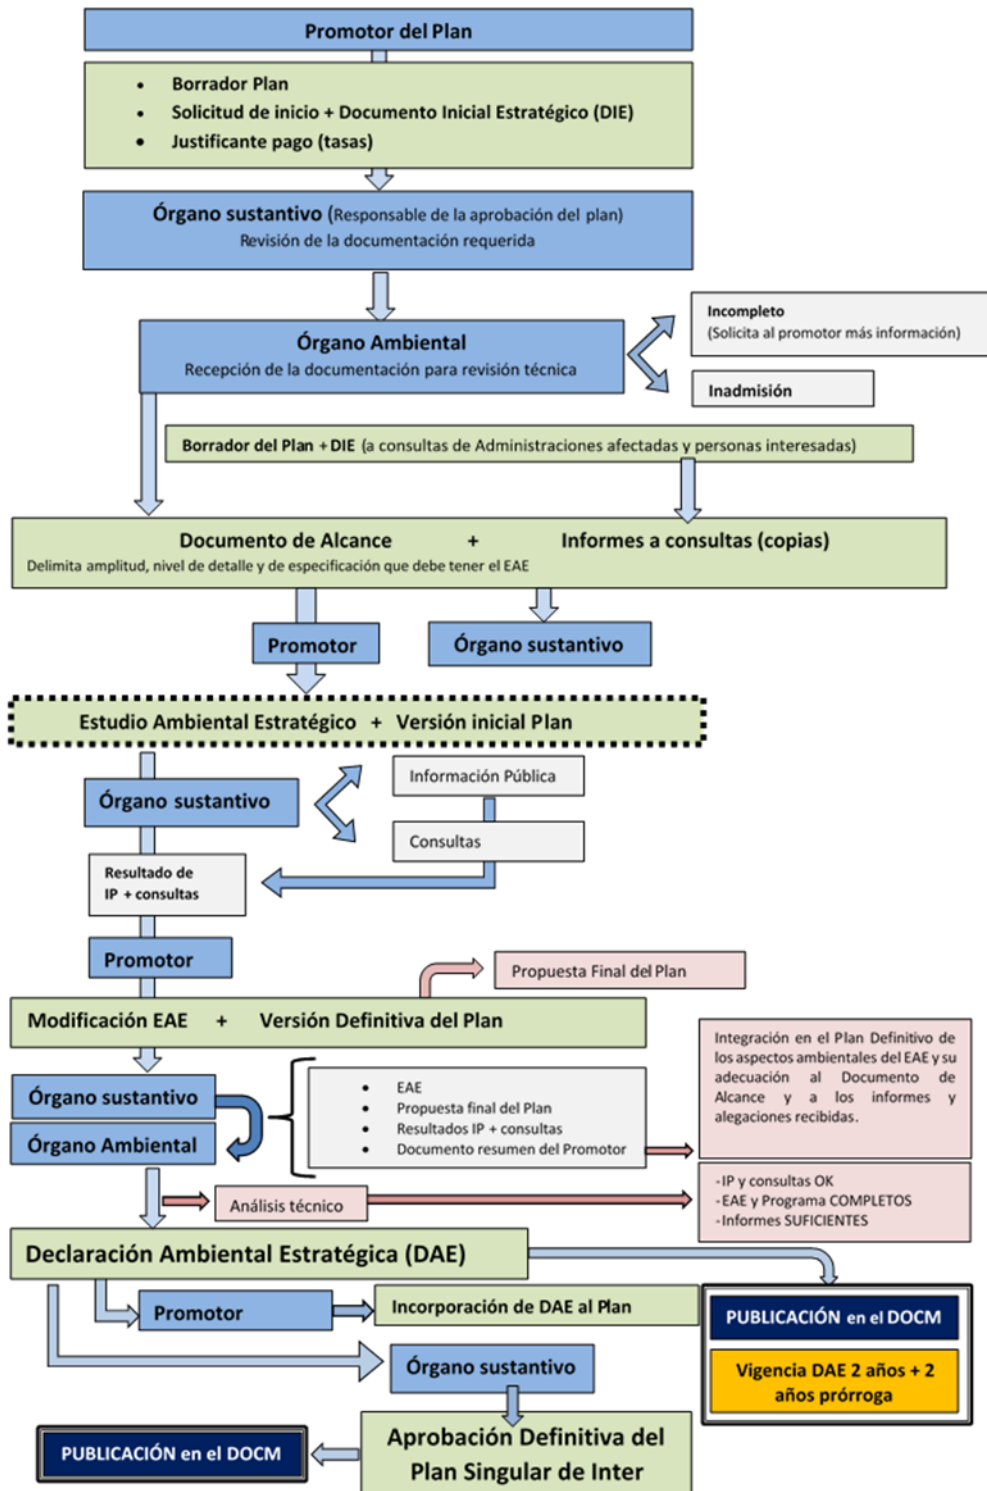 Promotor del Plan
• Borrador Plan
• Solicitud de inicio + Documento Inicial Estratégico (DIE)
• Justificante pago (tasas)
Órgano sustantivo (Responsable de la aprobación del plan)
Revisión de la documentación requerida
Incompleto
(Solicita al promotor más información)
Órgano Ambiental
Recepción de la documentación para revisión técnica
Inadmisión
Borrador del Plan + DIE (a consultas de Administraciones afectadas y personas interesadas)
Documento de Alcance + Informes a consultas (copias)
Delimita amplitud, nivel de detalle y de especificación que debe tener el EAE
Promotor
Órgano sustantivo
Estudio Ambiental Estratégico + Versión inicial Plan
Información Pública
Órgano sustantivo
Consultas
Resultado de
IP + consultas
Promotor
Propuesta Final del Plan
Modificación EAE + Versión Definitiva del Plan
Integración en el Plan Definitivo de
los aspectos ambientales del EAE y su
adecuación al Documento de
Alcance y a los informes y
alegaciones recibidas.
Órgano sustantivo
Órgano Ambiental
• EAE
• Propuesta final del Plan
• Resultados IP + consultas
• Documento resumen del Promotor
Análisis técnico
-IP y consultas OK
-EAE y Programa COMPLETOS
-Informes SUFICIENTES
Declaración Ambiental Estratégica (DAE)
Promotor
Incorporación de DAE al Plan
PUBLICACIÓN en el DOCM
Vigencia DAE 2 años + 2
años prórroga
Órgano sustantivo
Aprobación Definitiva del
Plan Singular de Inter
PUBLICACIÓN en el DOCM